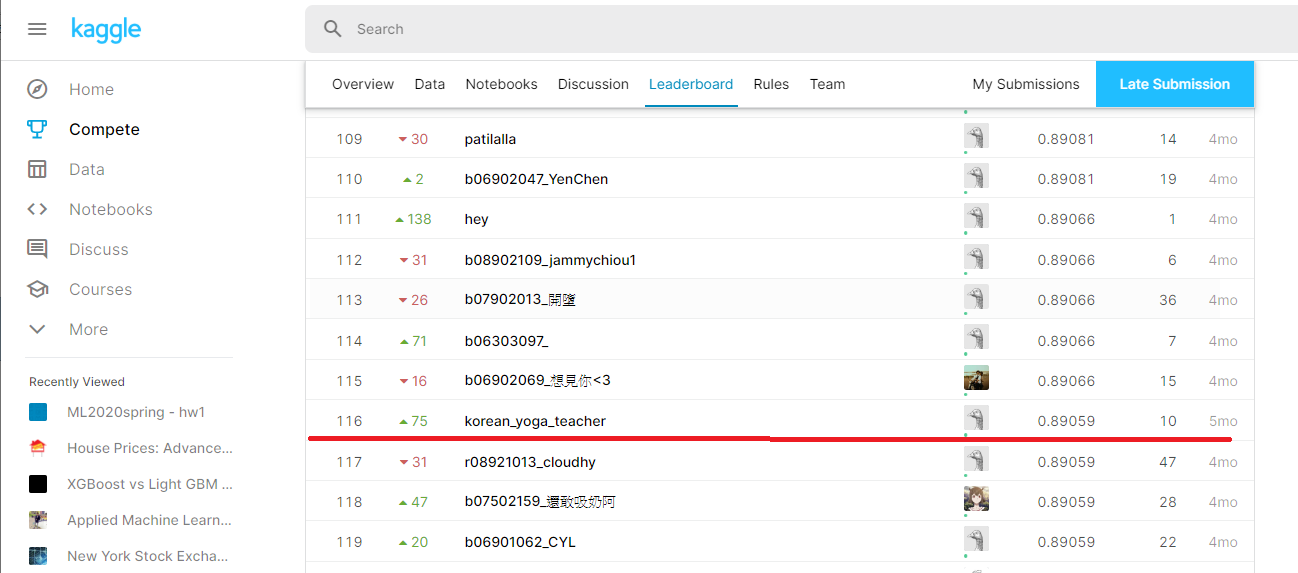 kaggle
Search
Home
Compete
Data
Notebooks
Discuss
Courses
More
Recently Viewed
ML2020spring - hw1
House Prices: Advance...
XGBoost vs Light GBM ...
Applied Machine Learn...
New York Stock Excha...
Overview Data Notebooks Discussion Leaderboard Rules Team My Submissions Late Submission
109 30 patilalla 0.89081 14 4mo
110 2 b06902047_YenChen 0.89081 19 4mo
111 138 hey 0.89066 1 4mo
112 31 b08902109_jammychiou1 0.89066 6 4mo
113 26 b07902013_開墮 0.89066 36 4mo
114 71 b06303097_ 0.89066 7 4mo
115 16 b06902069_想見你<3 0.89066 15 4mo
116 75 korean_yoga_teacher 0.89059 10 5mo
117 31 r08921013_cloudhy 0.89059 47 4mo
118 47 b07502159_還敢吸奶阿 0.89059 28 4mo
119 20 b06901062_CYL 0.89059 22 4mo